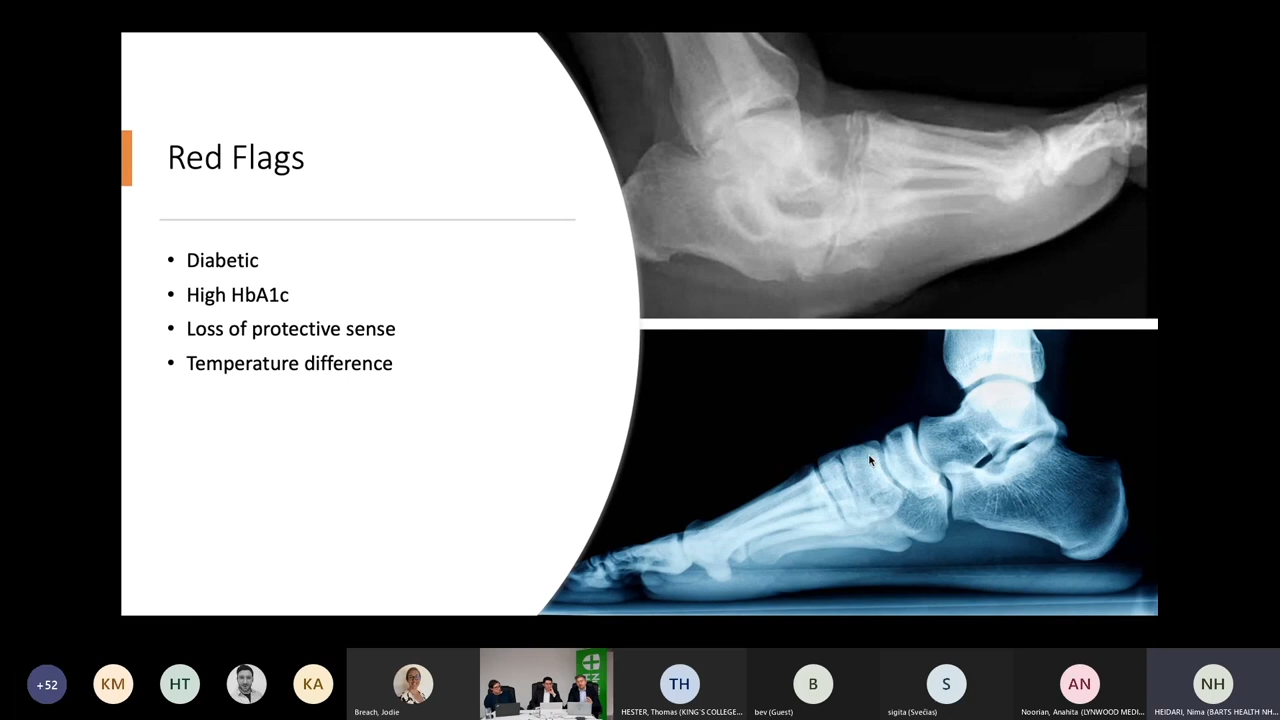 Red Flags
• Diabetic
• High HbA1c
• Loss of protective sense
• Temperature difference
+52
KM
HT
KA
Breach, Jodie
TH
HESTER, Thomas (KING'S COLLEGE...
B
bev (Guest)
S
sigita (Svečias)
AN
Noorian, Anahita (LYNWOOD MEDI...
NH
HEIDARI, Nima (BARTS HEALTH NH...